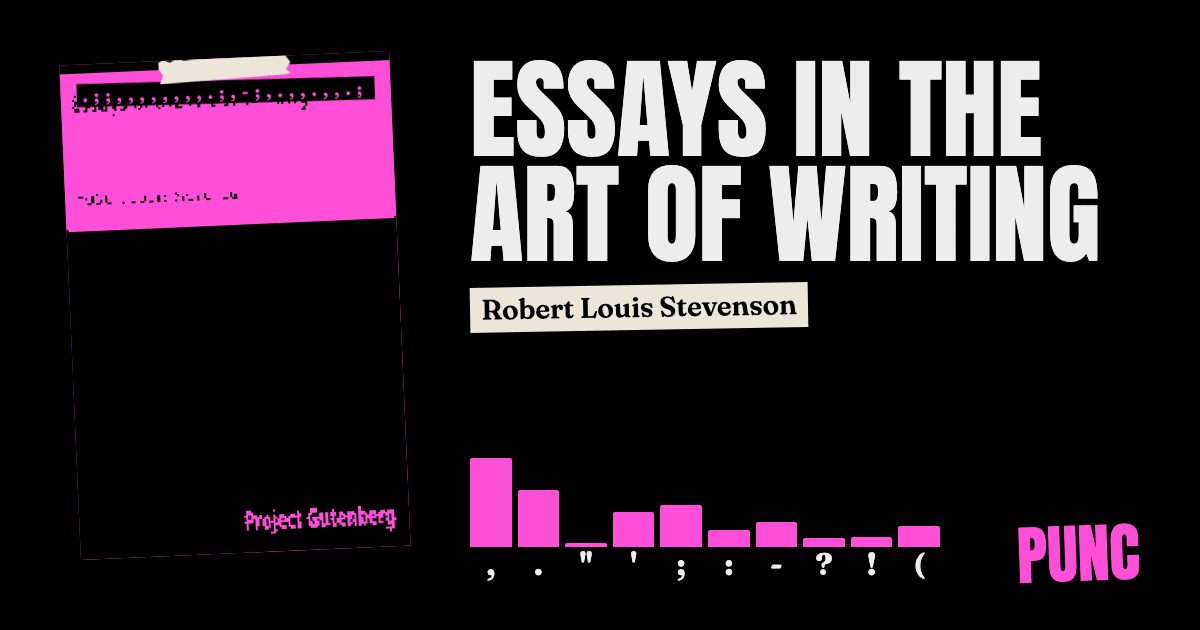 ESSAYS IN THE
ART OF WRITING
Robert Louis Stevenson
Project Gutenberg
, . " ' ; : - ? ! (
PUNC